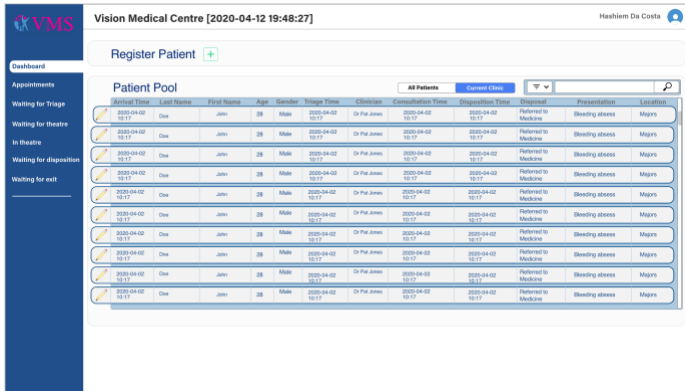 VMS
Vision Medical Centre [2020-04-12 19:48:27]
Hashiem Da Costa
Dashboard
Appointments
Waiting for Triage
Waiting for theatre
In theatre
Waiting for disposition
Waiting for exit
Register Patient +
Patient Pool
All Patients
Current Clinic
Arrival Time Last Name First Name Age Gender Triage Time Clinician Consultation Time Disposition Time Disposal Presentation Location
2020-04-02 10:17 Doe John 28 Male 2020-04-02 10:17 Dr Pat Jones 2020-04-02 10:17 2020-04-02 10:17 Referred to Medicine Bleeding absess Majors
2020-04-02 10:17 Doe John 28 Male 2020-04-02 10:17 Dr Pat Jones 2020-04-02 10:17 2020-04-02 10:17 Referred to Medicine Bleeding absess Majors
2020-04-02 10:17 Doe John 28 Male 2020-04-02 10:17 Dr Pat Jones 2020-04-02 10:17 2020-04-02 10:17 Referred to Medicine Bleeding absess Majors
2020-04-02 10:17 Doe John 28 Male 2020-04-02 10:17 Dr Pat Jones 2020-04-02 10:17 2020-04-02 10:17 Referred to Medicine Bleeding absess Majors
2020-04-02 10:17 Doe John 28 Male 2020-04-02 10:17 Dr Pat Jones 2020-04-02 10:17 2020-04-02 10:17 Referred to Medicine Bleeding absess Majors
2020-04-02 10:17 Doe John 28 Male 2020-04-02 10:17 Dr Pat Jones 2020-04-02 10:17 2020-04-02 10:17 Referred to Medicine Bleeding absess Majors
2020-04-02 10:17 Doe John 28 Male 2020-04-02 10:17 Dr Pat Jones 2020-04-02 10:17 2020-04-02 10:17 Referred to Medicine Bleeding absess Majors
2020-04-02 10:17 Doe John 28 Male 2020-04-02 10:17 Dr Pat Jones 2020-04-02 10:17 2020-04-02 10:17 Referred to Medicine Bleeding absess Majors
2020-04-02 10:17 Doe John 28 Male 2020-04-02 10:17 Dr Pat Jones 2020-04-02 10:17 2020-04-02 10:17 Referred to Medicine Bleeding absess Majors
2020-04-02 10:17 Doe John 28 Male 2020-04-02 10:17 Dr Pat Jones 2020-04-02 10:17 2020-04-02 10:17 Referred to Medicine Bleeding absess Majors